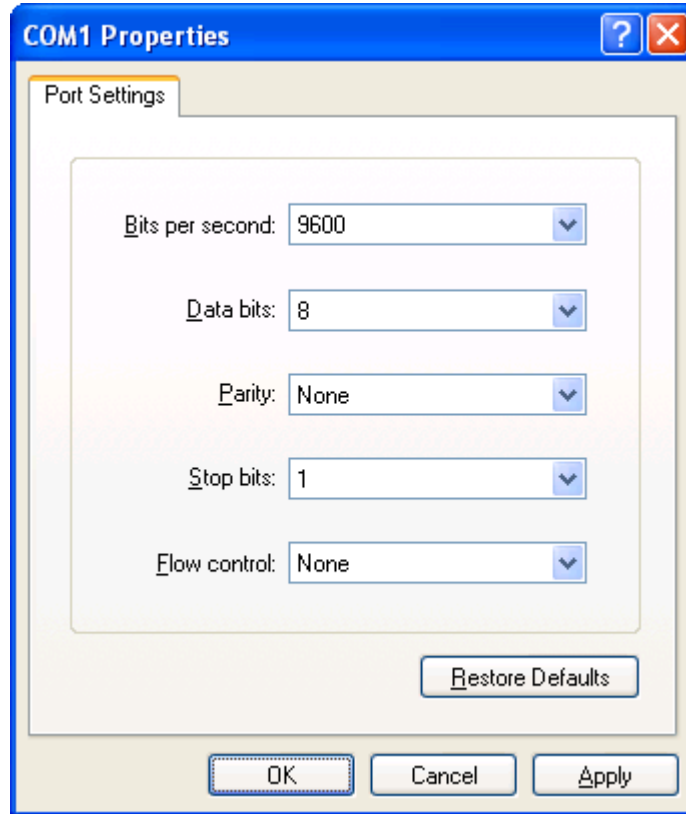 COM1 Properties
Port Settings
Bits per second: 9600
Data bits: 8
Parity: None
Stop bits: 1
Flow control: None
Restore Defaults
OK Cancel Apply